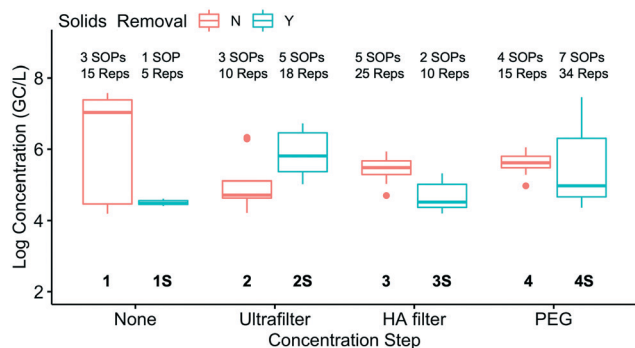 Solids Removal N Y
3 SOPs 1 SOP 3 SOPs 5 SOPs 5 SOPs 2 SOPs 4 SOPs 7 SOPs
15 Reps 5 Reps 10 Reps 18 Reps 25 Reps 10 Reps 15 Reps 34 Reps
Log Concentration (GC/L)
8
6
4
2
1 1S 2 2S 3 3S 4 4S
None Ultrafilter HA filter PEG
Concentration Step